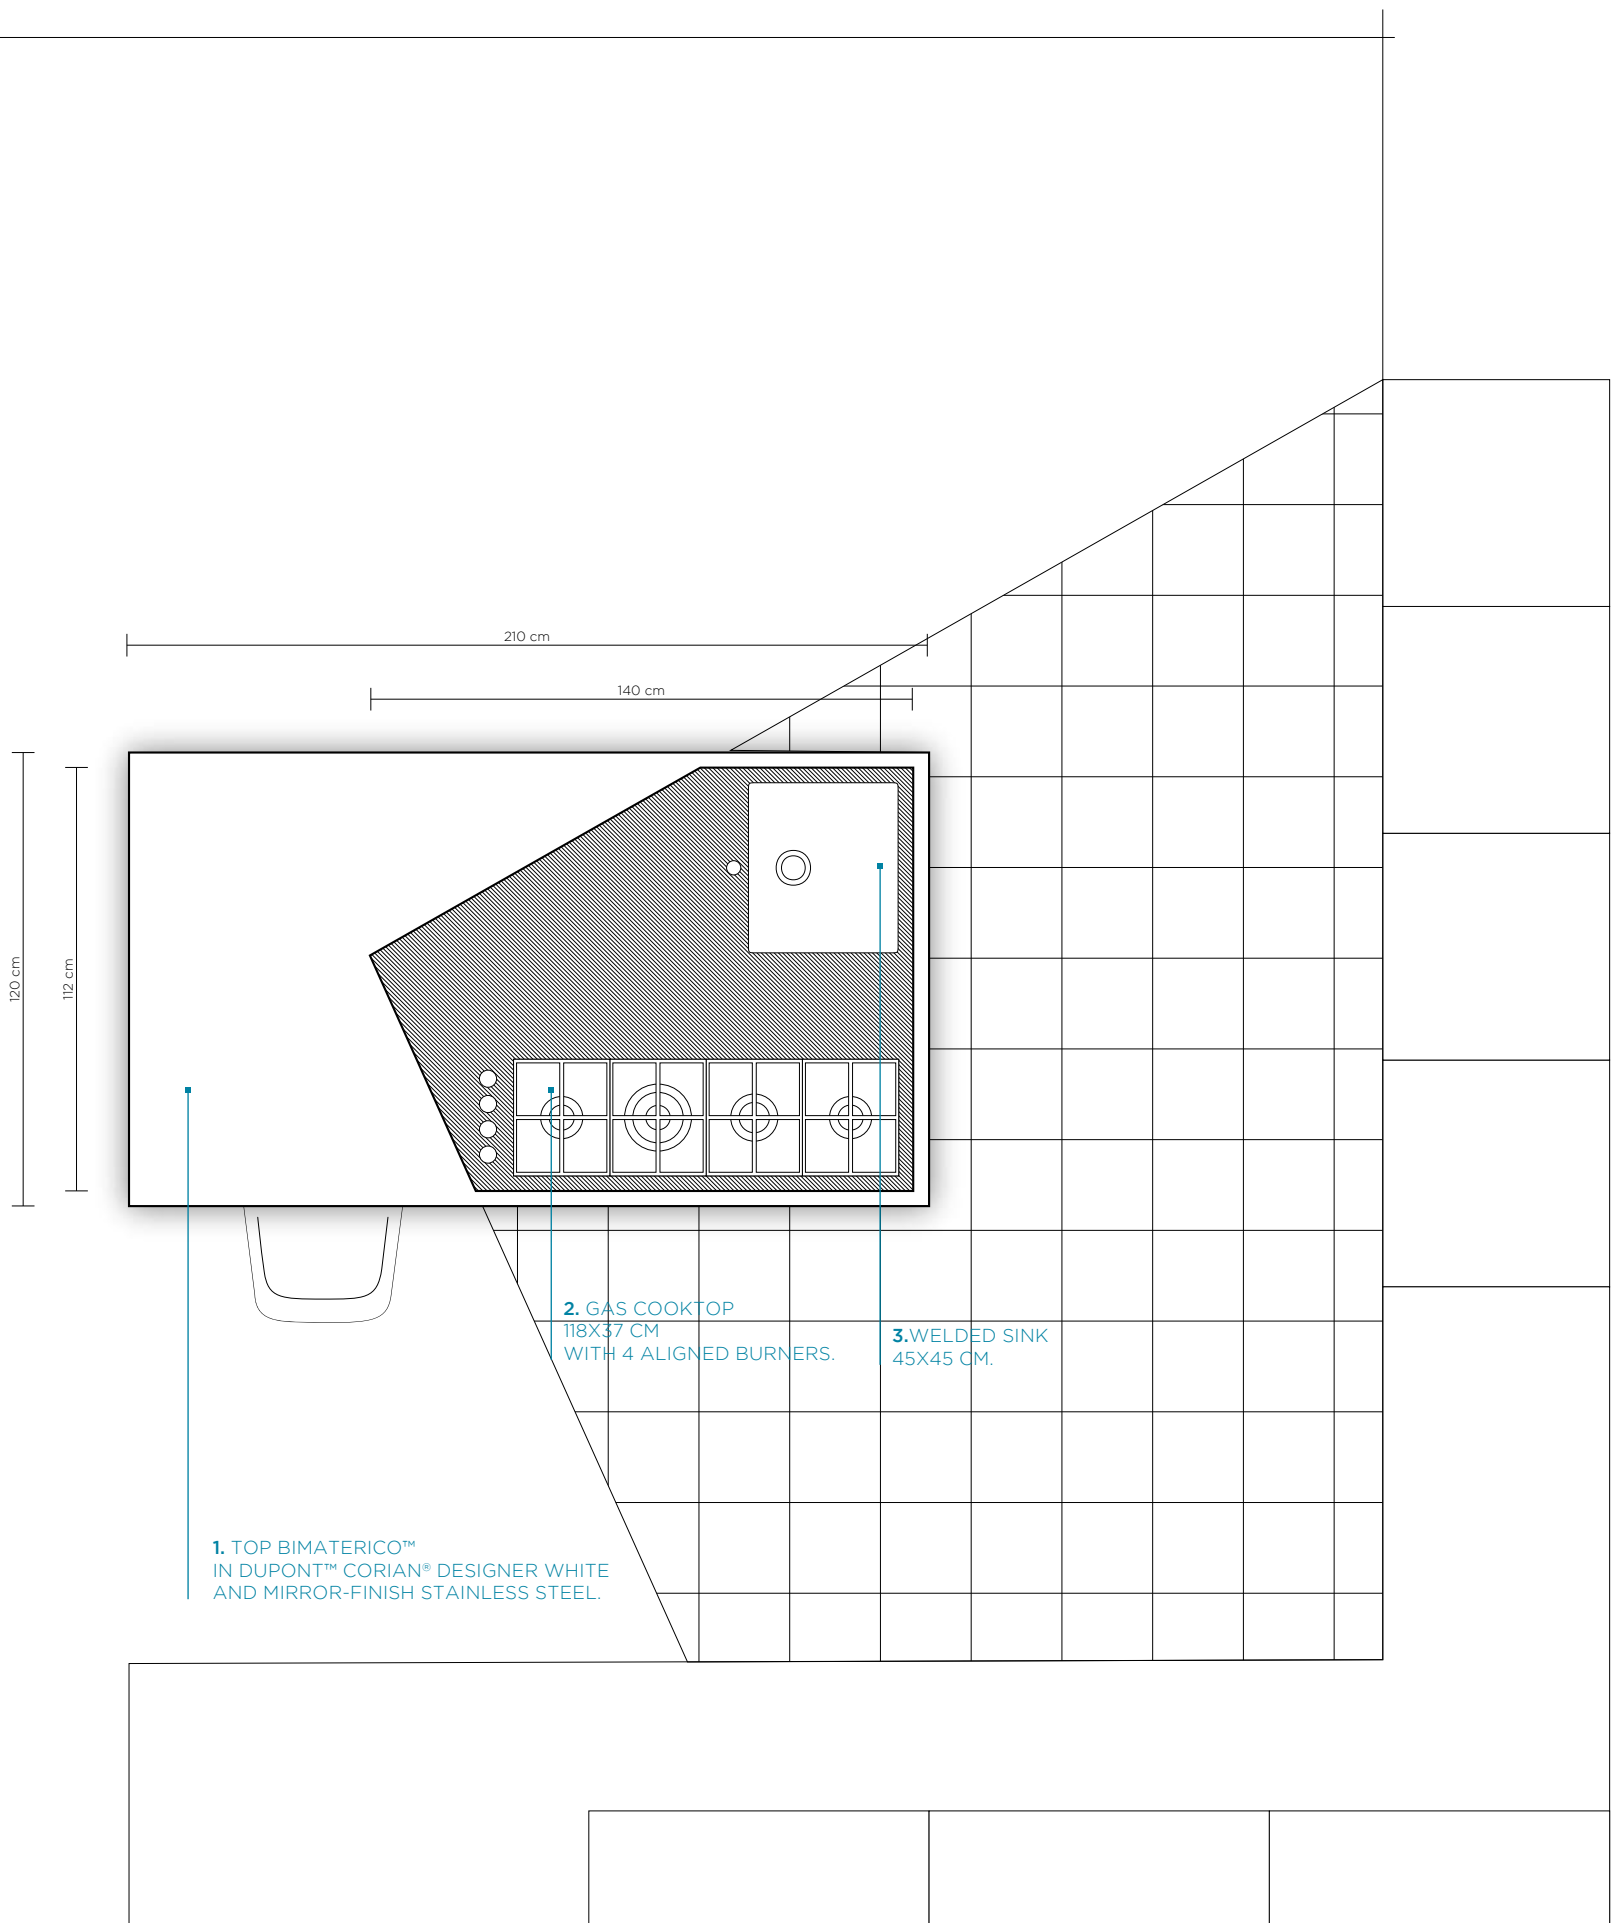 210 cm
140 cm
120 cm
112 cm
2. GAS COOKTOP
118X37 CM
WITH 4 ALIGNED BURNERS.
3.WELDED SINK
45X45 CM.
1. TOP BIMATERICO™
IN DUPONT™ CORIAN® DESIGNER WHITE
AND MIRROR-FINISH STAINLESS STEEL.